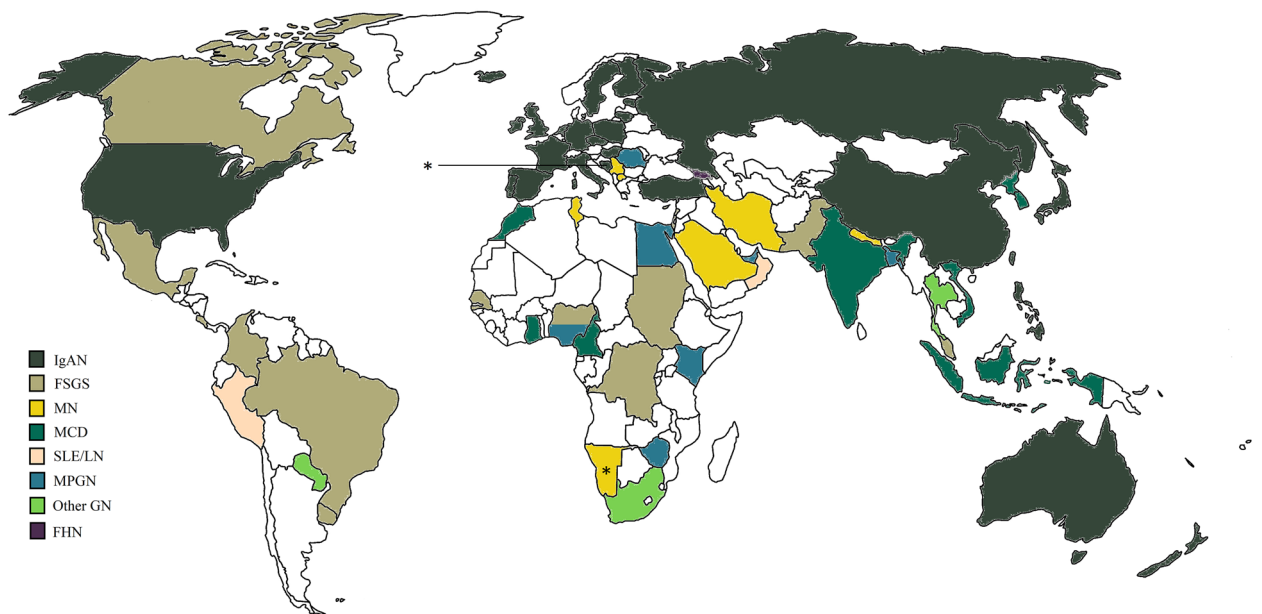 *
*
IgAN
FSGS
MN
MCD
SLE/LN
MPGN
Other GN
FHN